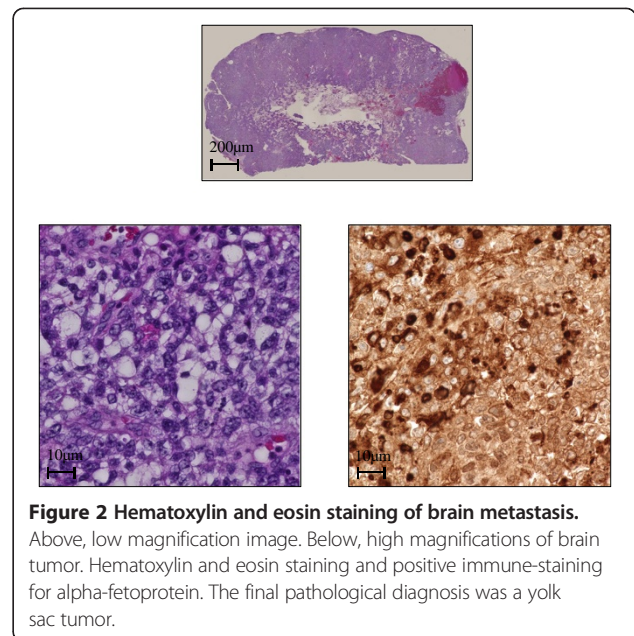 200µm
10µm
10µm
Figure 2 Hematoxylin and eosin staining of brain metastasis.
Above, low magnification image. Below, high magnifications of brain
tumor. Hematoxylin and eosin staining and positive immune-staining
for alpha-fetoprotein. The final pathological diagnosis was a yolk
sac tumor.